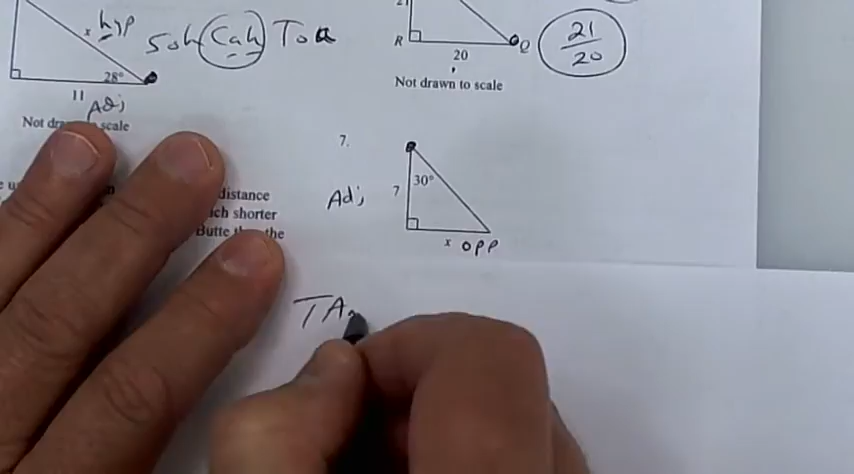 x hyp
Soh Cah Toa
28°
11 Adj
Not drawn to scale
21
R
Q
20
21
20
Not drawn to scale
distance
ich shorter
Butte the
7.
Adj
7
30°
x opp
TAn